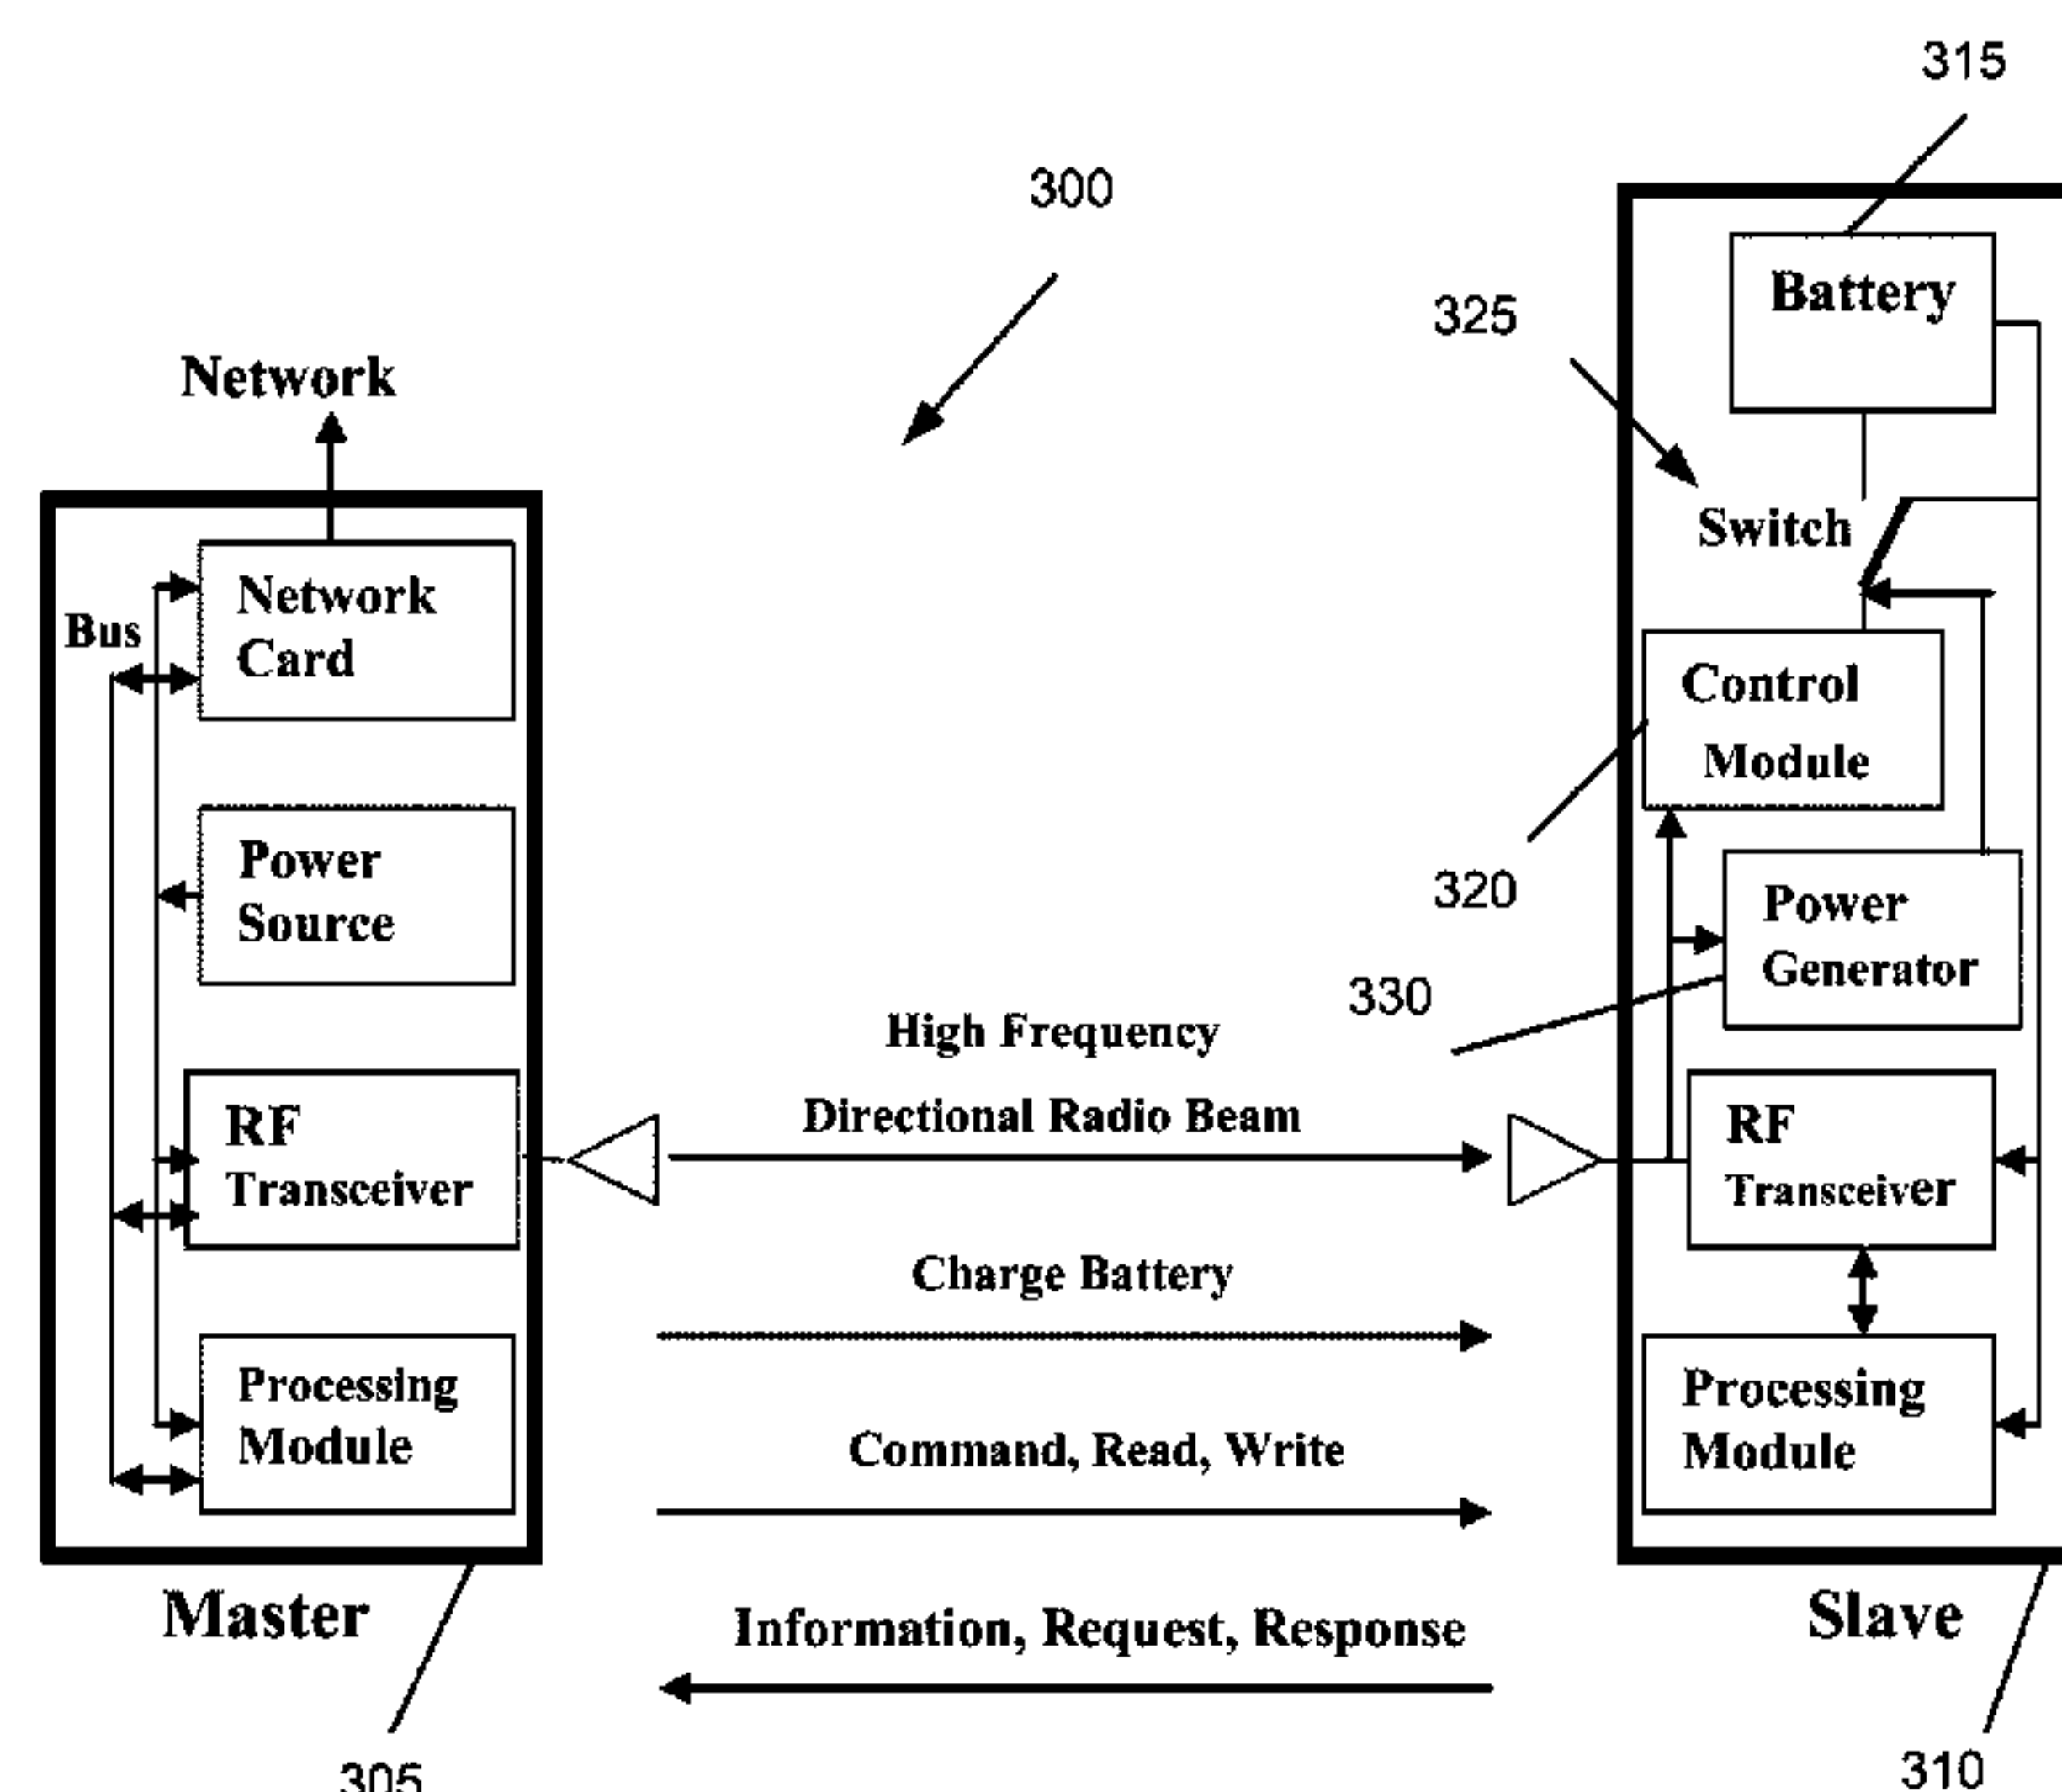 315
300
Battery
325
Network
Switch
Network
Card
Bus
Control
Module
Power
Source
320
Power
Generator
330
High Frequency
Directional Radio Beam
RF
Transceiver
RF
Transceiver
Charge Battery
Processing
Module
Command, Read, Write
Processing
Module
Master
Information, Request, Response
Slave
305
310